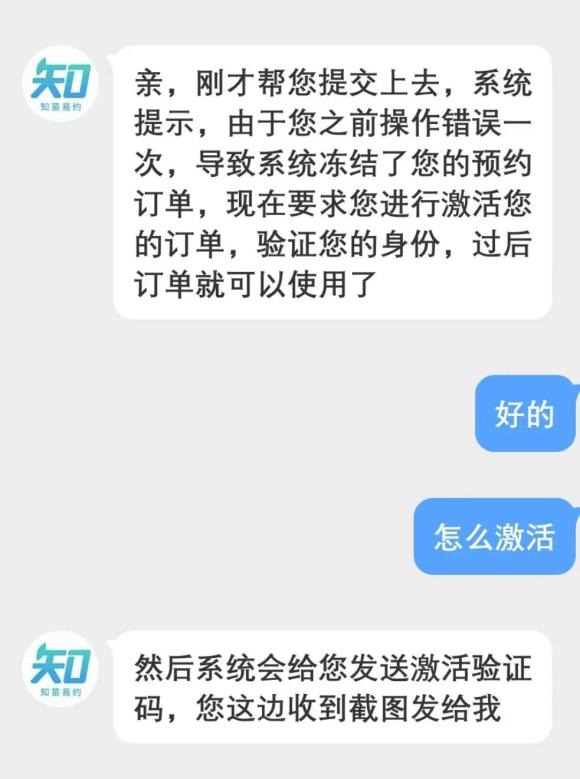 知
知苗易约
亲，刚才帮您提交上去，系统
提示，由于您之前操作错误一
次，导致系统冻结了您的预约
订单，现在要求您进行激活您
的订单，验证您的身份，过后
订单就可以使用了
好的
怎么激活
知
知苗易约
然后系统会给您发送激活验证
码，您这边收到截图发给我